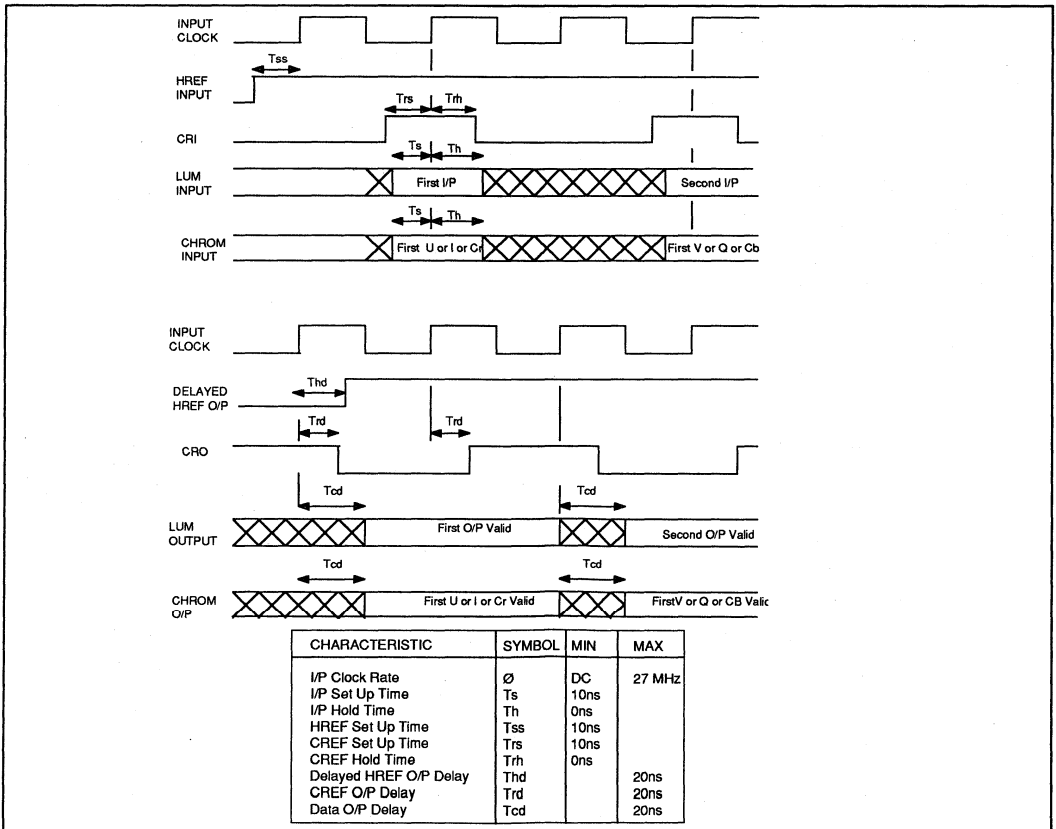 INPUT
CLOCK
Tss
HREF
INPUT
Trs Trh
CRI
Ts Th
LUM
INPUT
First I/P
Second I/P
Ts Th
CHROM
INPUT
First U or I or Cr
First V or Q or Cb
INPUT
CLOCK
Thd
DELAYED
HREF O/P
Trd Trd
CRO
Tcd Tcd
LUM
OUTPUT
First O/P Valid
Second O/P Valid
Tcd Tcd
CHROM
O/P
First U or I or Cr Valid
FirstV or Q or CB Valic
CHARACTERISTIC SYMBOL MIN MAX
I/P Clock Rate Ø DC 27 MHz
I/P Set Up Time Ts 10ns
I/P Hold Time Th 0ns
HREF Set Up Time Tss 10ns
CREF Set Up Time Trs 10ns
CREF Hold Time Trh 0ns
Delayed HREF O/P Delay Thd 20ns
CREF O/P Delay Trd 20ns
Data O/P Delay Tcd 20ns